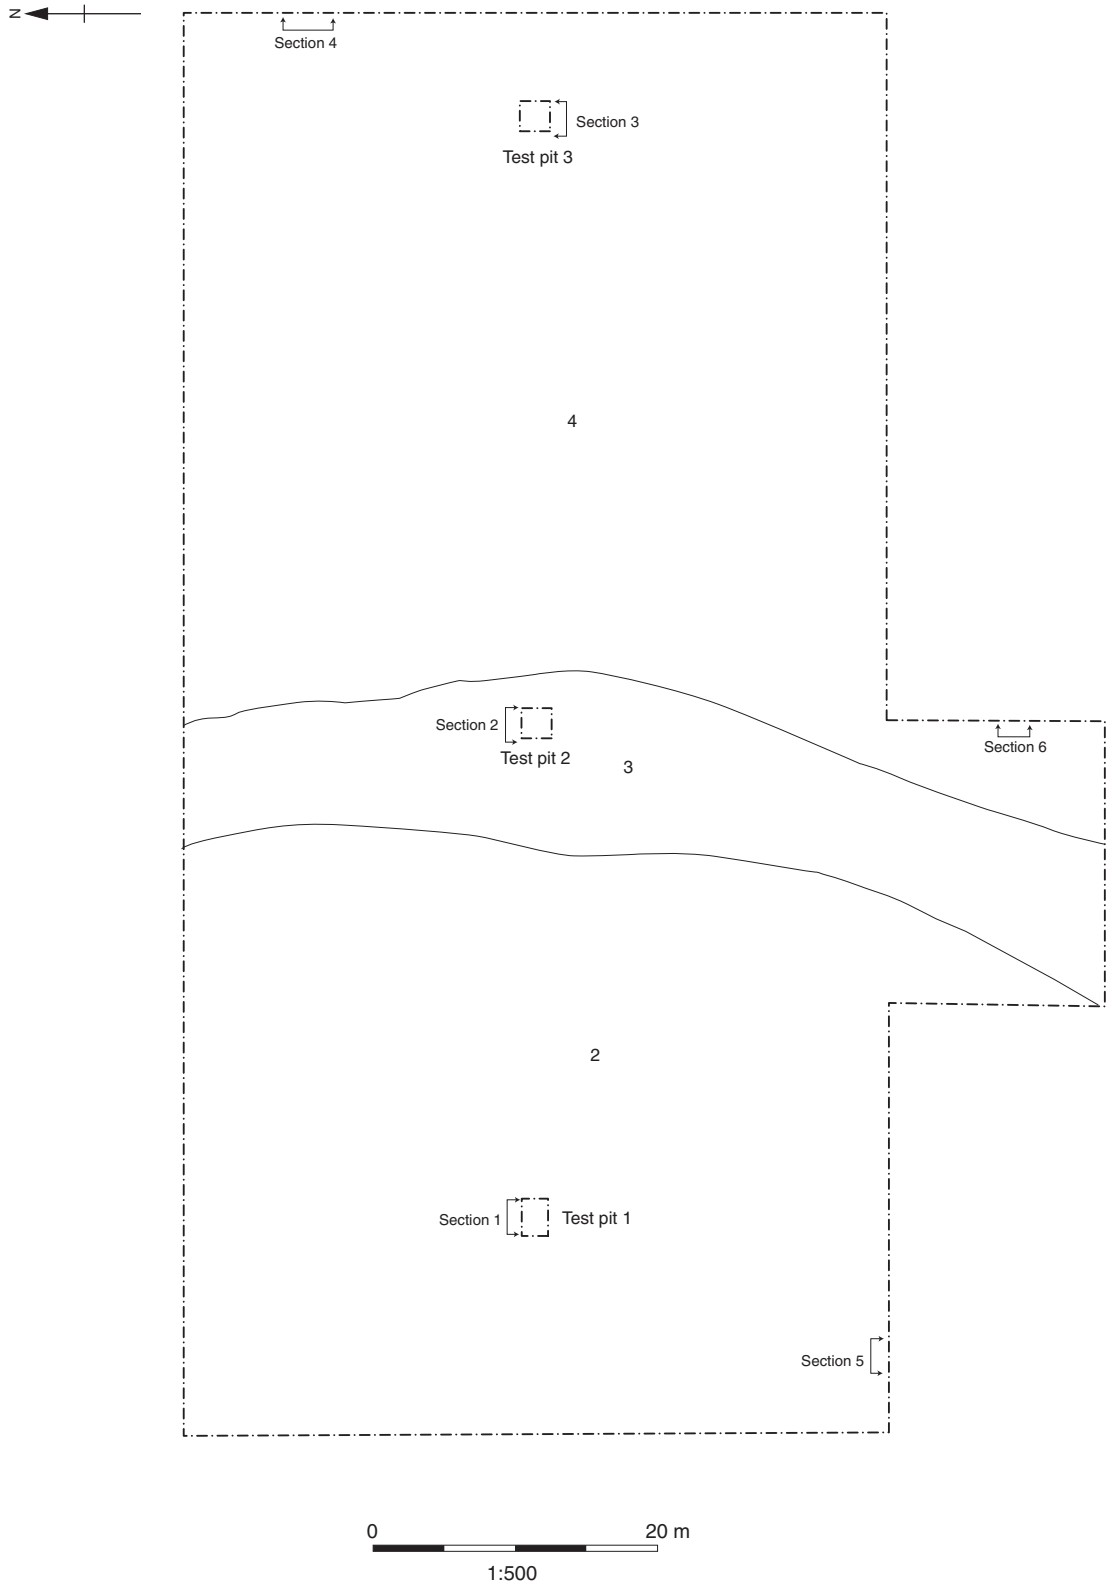 N
Section 4
Section 3
Test pit 3
4
Section 2
Test pit 2
3
Section 6
2
Section 1
Test pit 1
Section 5
0 20 m
1:500